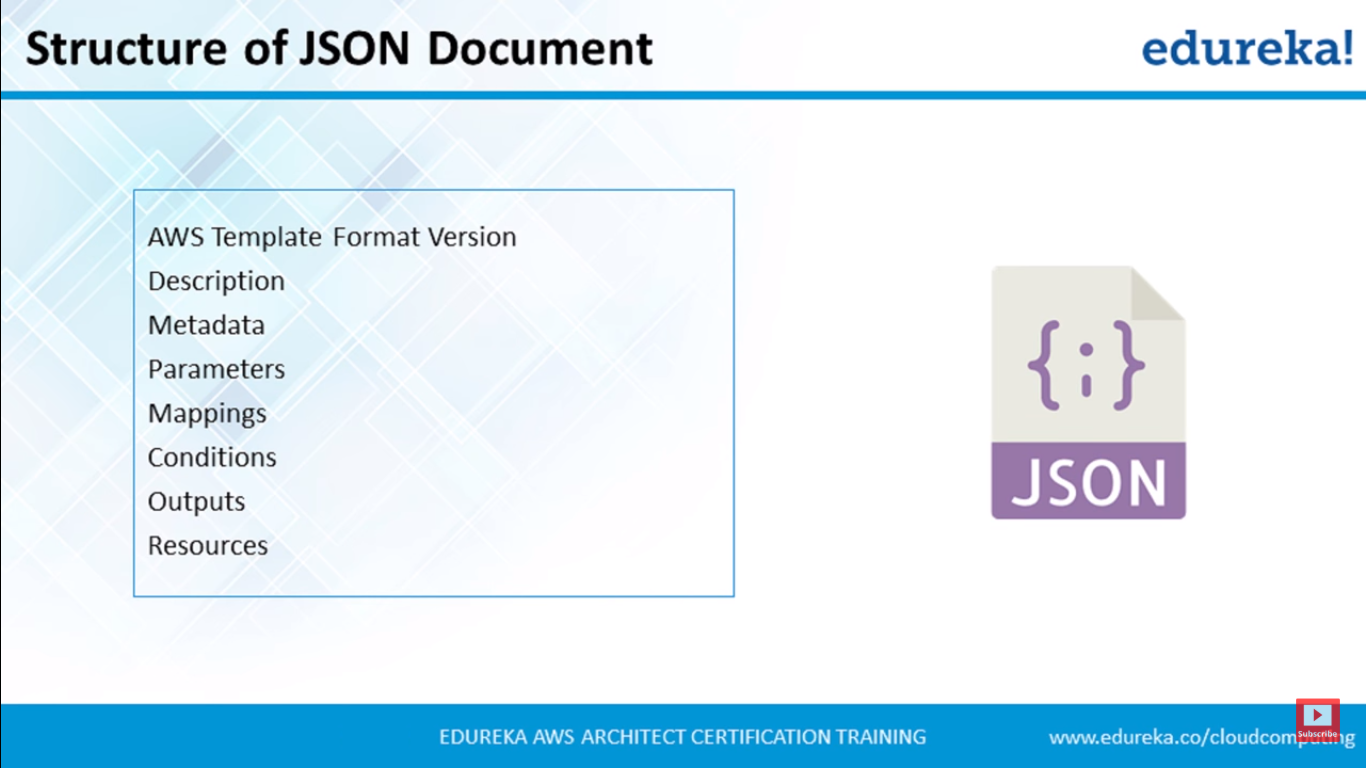 Structure of JSON Document
edureka!
AWS Template Format Version
Description
Metadata
Parameters
Mappings
Conditions
Outputs
Resources
{;}
JSON
EDUREKA AWS ARCHITECT CERTIFICATION TRAINING
www.edureka.co/cloudcomputing
Subscribe